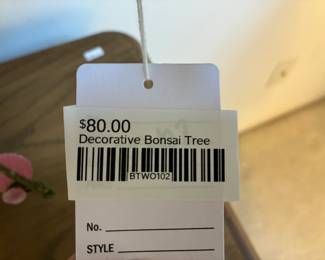 $80.00
Decorative Bonsai Tree
BTWO102
No.
STYLE